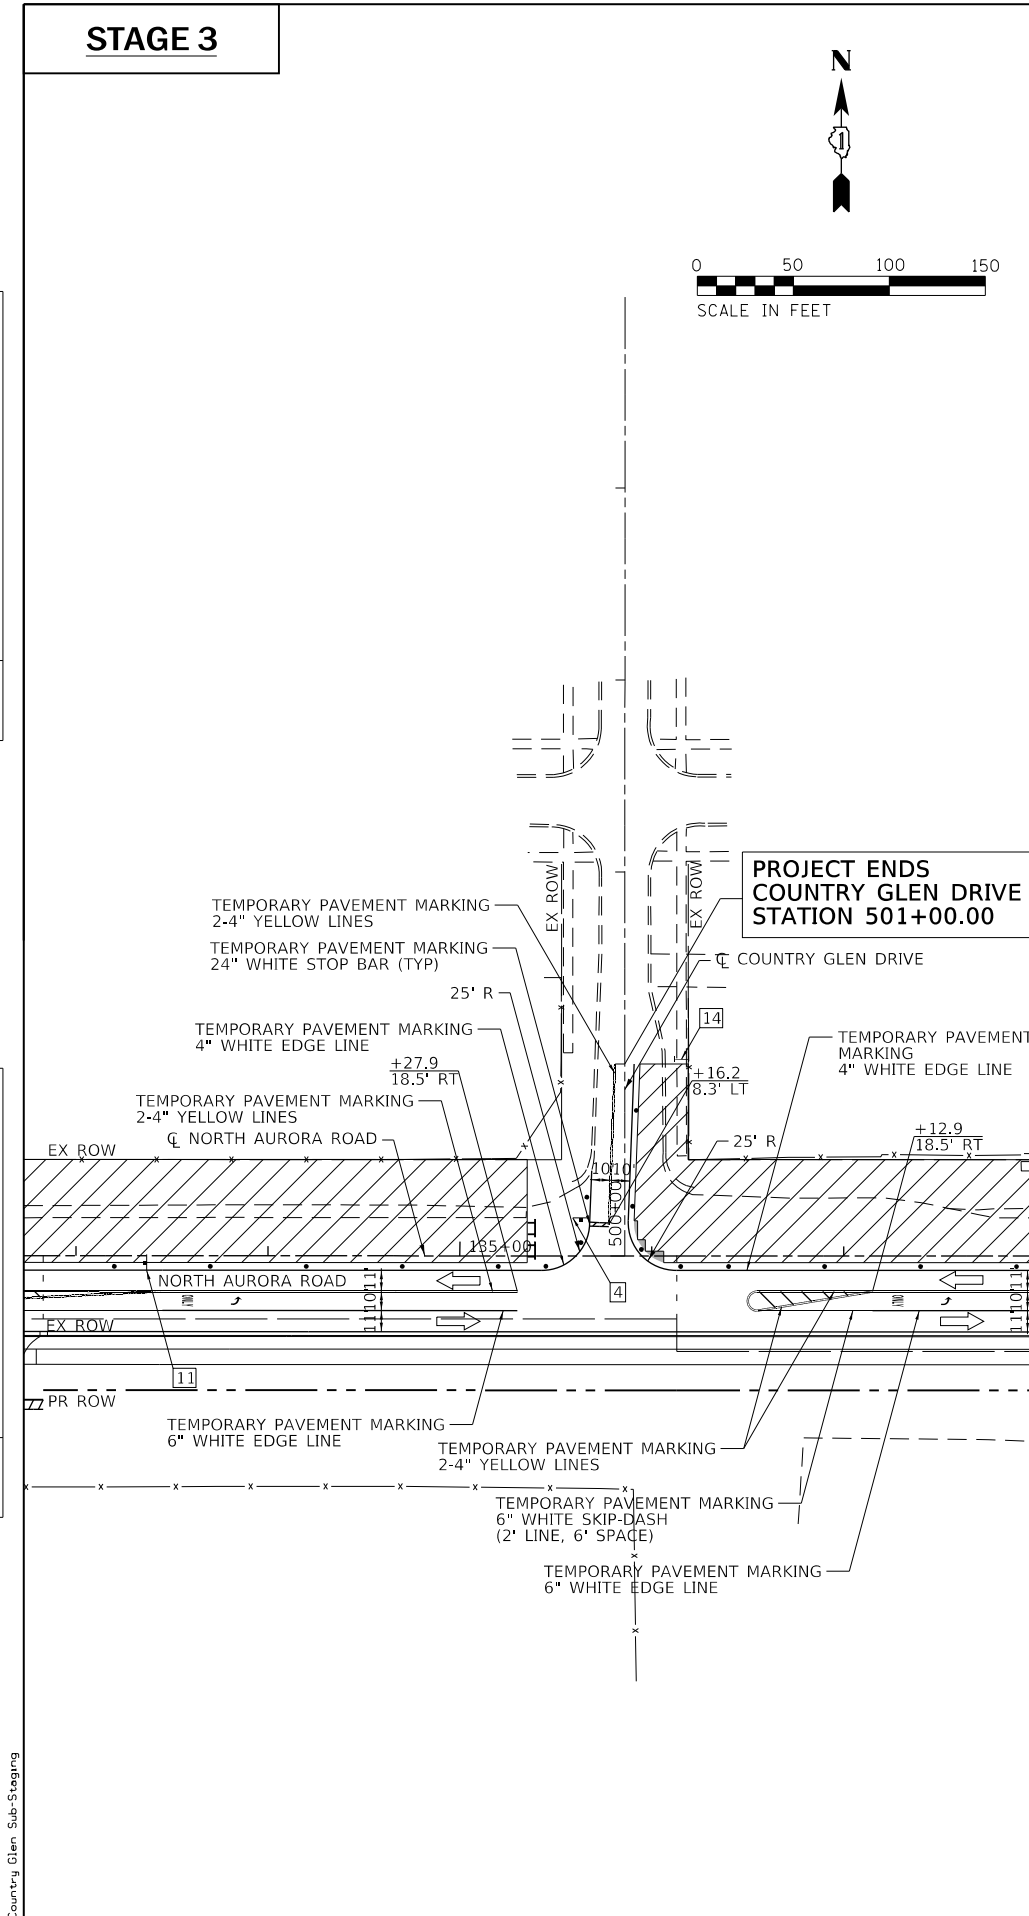 STAGE 3
N
0 50 100 150
SCALE IN FEET
PROJECT ENDS
COUNTRY GLEN DRIVE
STATION 501+00.00
EX ROW
EX ROW
TEMPORARY PAVEMENT MARKING
2-4" YELLOW LINES
TEMPORARY PAVEMENT MARKING
24" WHITE STOP BAR (TYP)
℄ COUNTRY GLEN DRIVE
25' R
14
TEMPORARY PAVEMENT MARKING
4" WHITE EDGE LINE
TEMPORARY PAVEMENT
MARKING
4" WHITE EDGE LINE
+27.9
18.5' RT
+16.2
8.3' LT
TEMPORARY PAVEMENT MARKING
2-4" YELLOW LINES
℄ NORTH AURORA ROAD
25' R
+12.9
18.5' RT
EX ROW
10' 10'
500+00
135+00
NORTH AURORA ROAD
11' 10' 11'
ONLY
4
ONLY
11' 10' 11'
EX ROW
11
PR ROW
TEMPORARY PAVEMENT MARKING
6" WHITE EDGE LINE
TEMPORARY PAVEMENT MARKING
2-4" YELLOW LINES
TEMPORARY PAVEMENT MARKING
6" WHITE SKIP-DASH
(2' LINE, 6' SPACE)
TEMPORARY PAVEMENT MARKING
6" WHITE EDGE LINE
Country Glen Sub-Staging